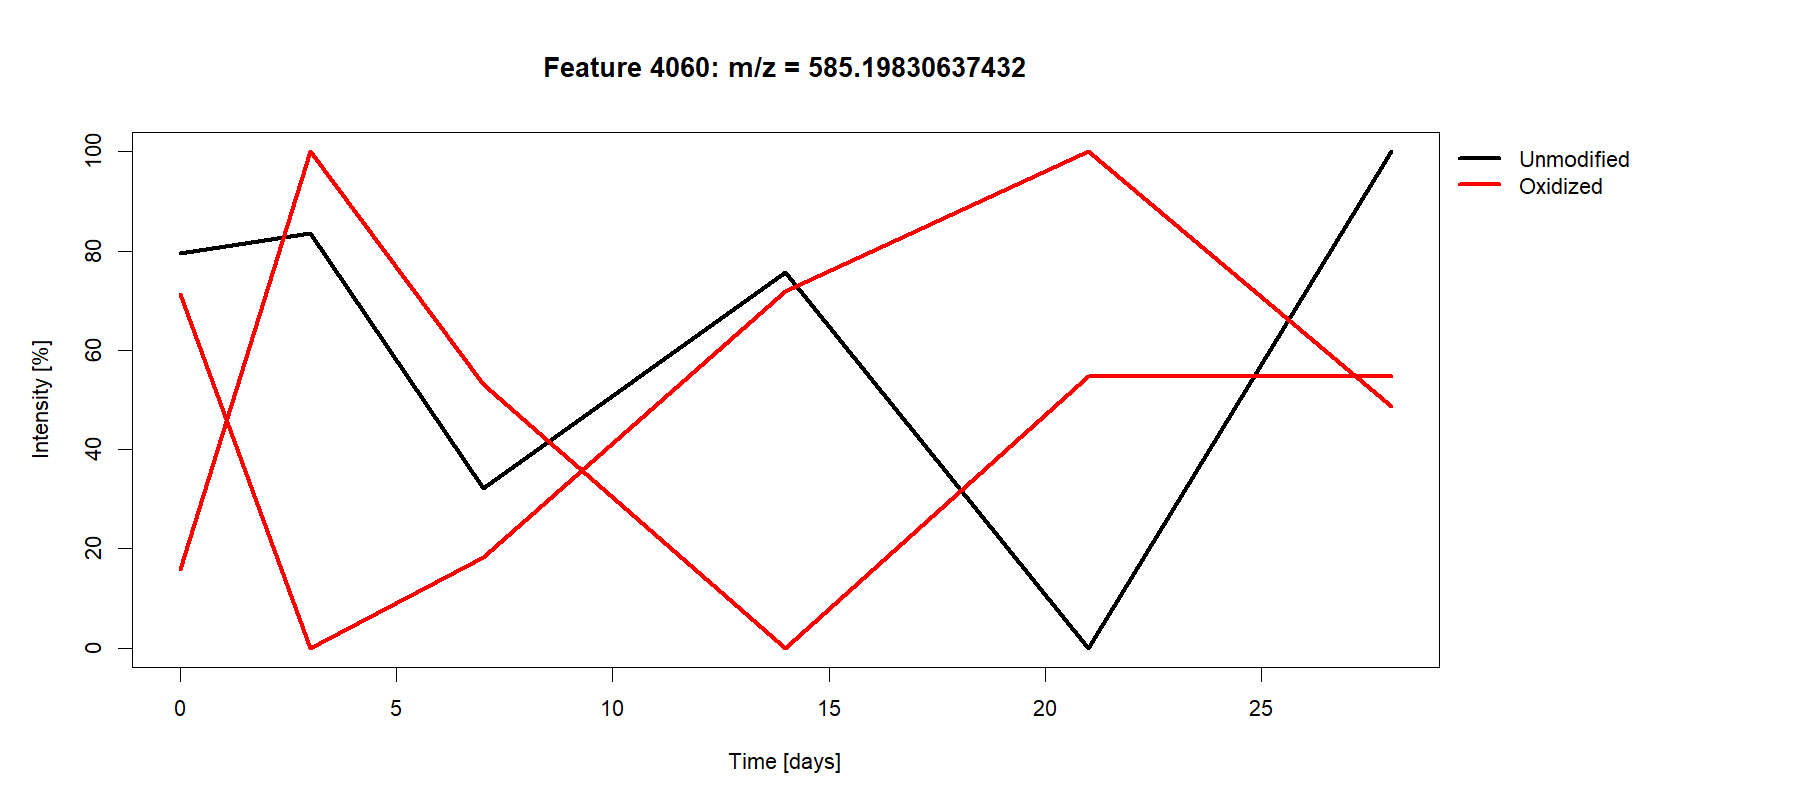 Feature 4060: m/z = 585.19830637432
Unmodified
Oxidized
Intensity [%]
100
80
60
40
20
0
0 5 10 15 20 25
Time [days]